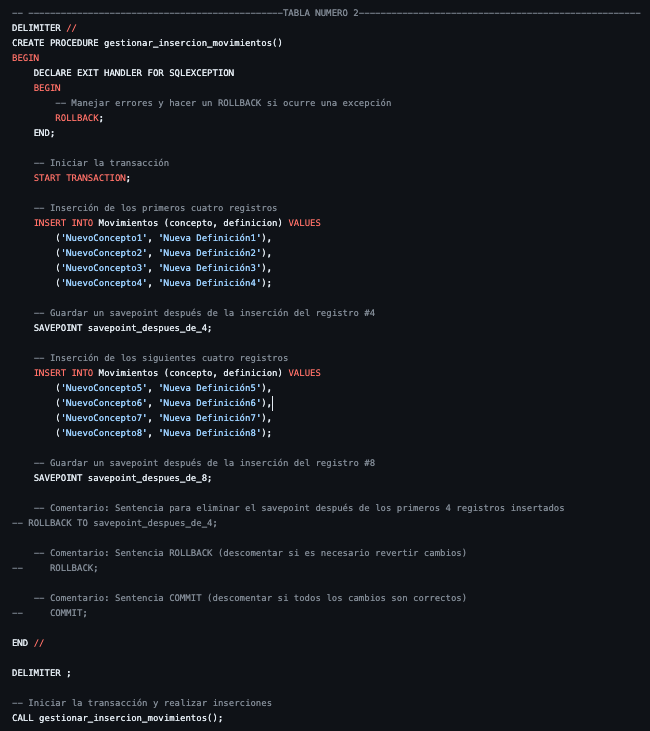 -- -----------------------------------------------TABLA NUMERO 2----------------------------------------------------
DELIMITER //
CREATE PROCEDURE gestionar_insercion_movimientos()
BEGIN
    DECLARE EXIT HANDLER FOR SQLEXCEPTION
    BEGIN
        -- Manejar errores y hacer un ROLLBACK si ocurre una excepción
        ROLLBACK;
    END;

    -- Iniciar la transacción
    START TRANSACTION;

    -- Inserción de los primeros cuatro registros
    INSERT INTO Movimientos (concepto, definicion) VALUES
        ('NuevoConcepto1', 'Nueva Definición1'),
        ('NuevoConcepto2', 'Nueva Definición2'),
        ('NuevoConcepto3', 'Nueva Definición3'),
        ('NuevoConcepto4', 'Nueva Definición4');

    -- Guardar un savepoint después de la inserción del registro #4
    SAVEPOINT savepoint_despues_de_4;

    -- Inserción de los siguientes cuatro registros
    INSERT INTO Movimientos (concepto, definicion) VALUES
        ('NuevoConcepto5', 'Nueva Definición5'),
        ('NuevoConcepto6', 'Nueva Definición6'),
        ('NuevoConcepto7', 'Nueva Definición7'),
        ('NuevoConcepto8', 'Nueva Definición8');

    -- Guardar un savepoint después de la inserción del registro #8
    SAVEPOINT savepoint_despues_de_8;

    -- Comentario: Sentencia para eliminar el savepoint después de los primeros 4 registros insertados
-- ROLLBACK TO savepoint_despues_de_4;

    -- Comentario: Sentencia ROLLBACK (descomentar si es necesario revertir cambios)
--     ROLLBACK;

    -- Comentario: Sentencia COMMIT (descomentar si todos los cambios son correctos)
--     COMMIT;

END //

DELIMITER ;

-- Iniciar la transacción y realizar inserciones
CALL gestionar_insercion_movimientos();